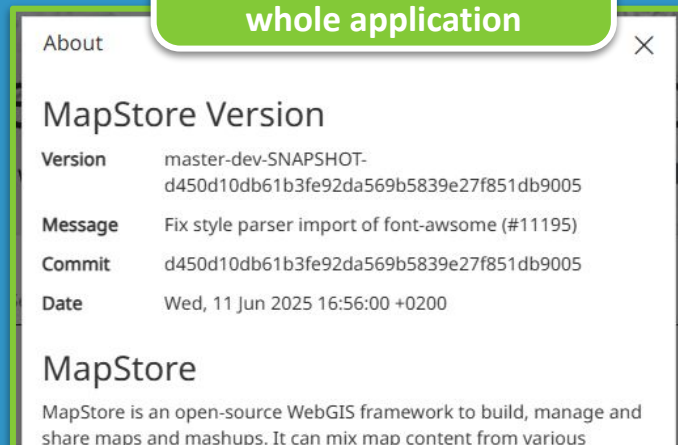 whole application
About
MapStore Version
Version master-dev-SNAPSHOT-
d450d10db61b3fe92da569b5839e27f851db9005
Message Fix style parser import of font-awsome (#11195)
Commit d450d10db61b3fe92da569b5839e27f851db9005
Date Wed, 11 Jun 2025 16:56:00 +0200
MapStore
MapStore is an open-source WebGIS framework to build, manage and
share maps and mashups. It can mix map content from various